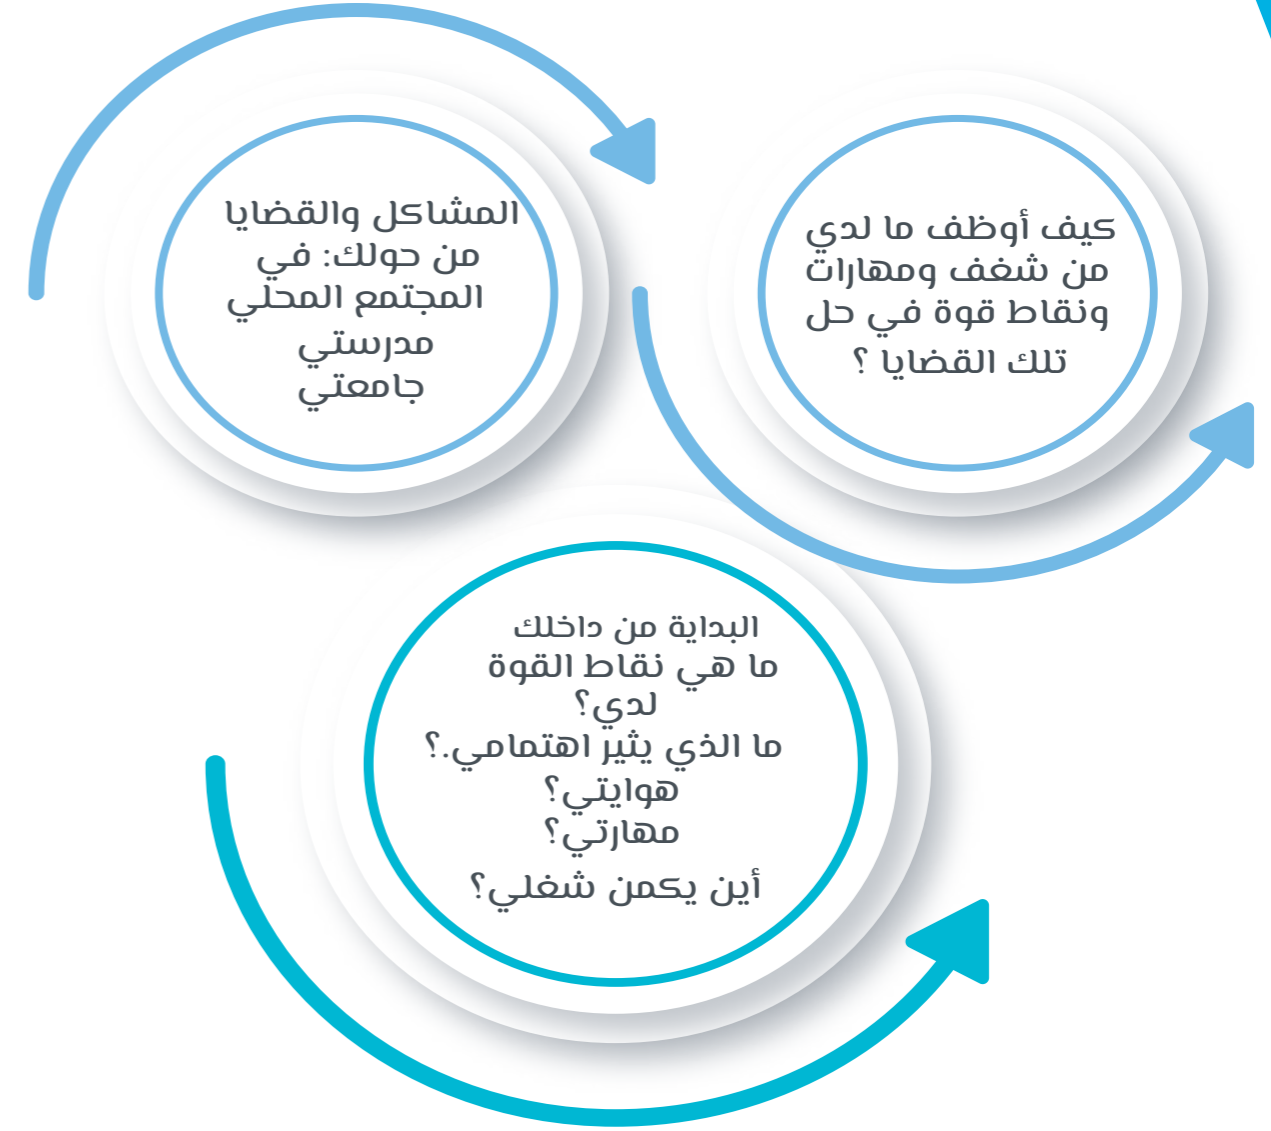 كيف أوظف ما لدي
من شغف ومهارات
ونقاط قوة في حل
تلك القضايا ؟
المشاكل والقضايا
من حولك: في
المجتمع المحلي
مدرستي
جامعتي
البداية من داخلك
ما هي نقاط القوة
لدي؟
ما الذي يثير اهتمامي.؟
هوايتي؟
مهارتي؟
أين يكمن شغلي؟